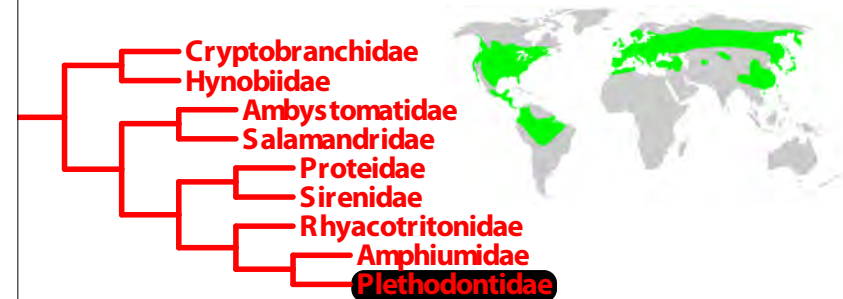 Cryptobranchidae
Hynobiidae
Ambystomatidae
Salamandridae
Proteidae
Sirenidae
Rhyacotritonidae
Amphiumidae
Plethodontidae